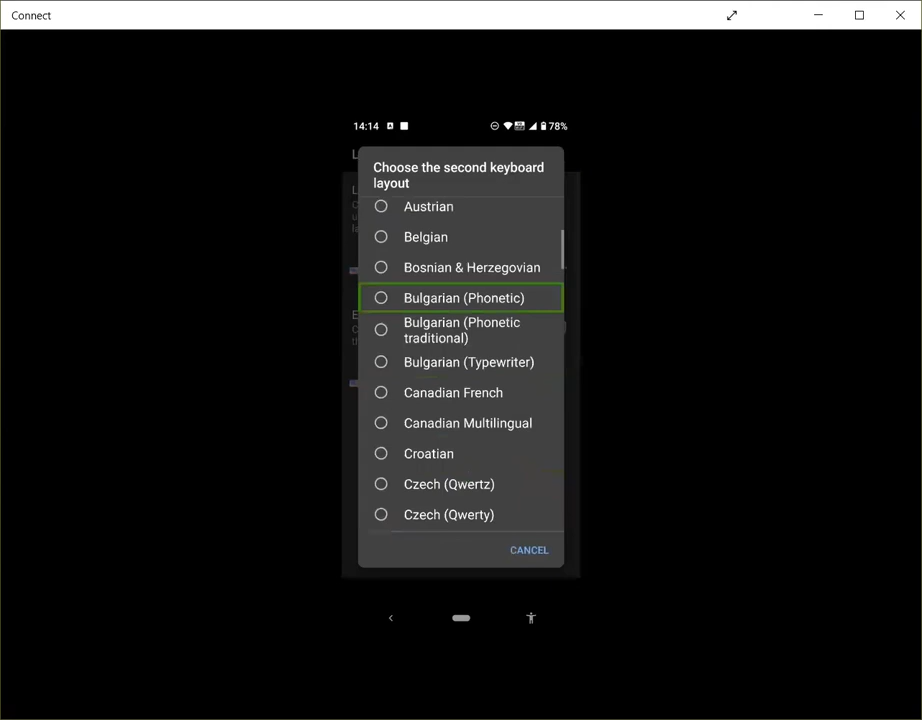 Connect
14:14
78%
Choose the second keyboard
layout
Austrian
Belgian
Bosnian & Herzegovian
Bulgarian (Phonetic)
Bulgarian (Phonetic
traditional)
Bulgarian (Typewriter)
Canadian French
Canadian Multilingual
Croatian
Czech (Qwertz)
Czech (Qwerty)
CANCEL